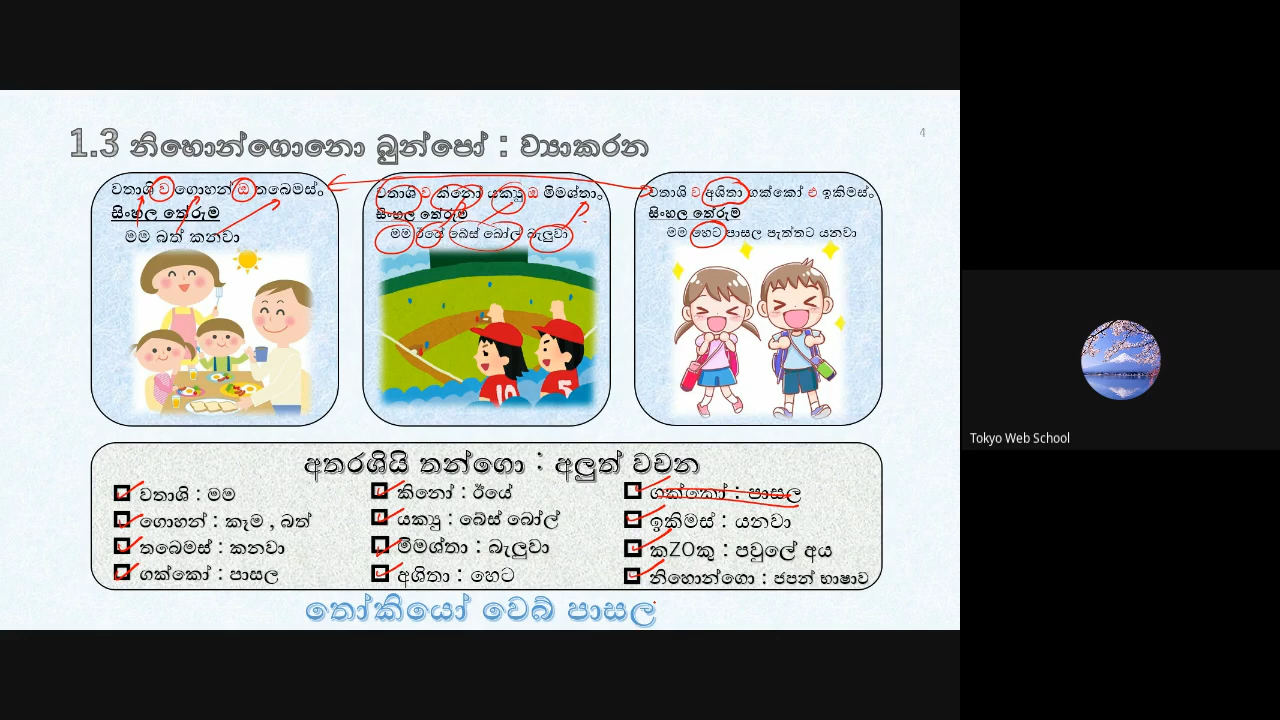 1.3 නිහොන්ගොනො බුන්පෝ : ව්‍යාකරන
4
වතාශි ව ගොහන් ඔ තබෙමස්.
සිංහල තේරුම
මම බත් කනවා
වතාශි ව කිනෝ යක්‍යු ඔ මිමශ්තා.
සිංහල තේරුම
මම ඊයේ බේස් බෝල් බැලුවා
වතාශි ව අශිතා ගක්කෝ එ ඉකිමස්.
සිංහල තේරුම
මම හෙට පාසල පැත්තට යනවා
10
5
අතරශියි තන්ගො : අලුත් වචන
වතාශි : මම
ගොහන් : කෑම , බත්
තබෙමස් : කනවා
ගක්කෝ : පාසල
කිනෝ : ඊයේ
යක්‍යු : බේස් බෝල්
මිමශ්තා : බැලුවා
අශිතා : හෙට
ගක්කෝ : පාසල
ඉකිමස් : යනවා
කZOකු : පවුලේ අය
නිහොන්ගො : ජපන් භාෂාව
තෝකියෝ වෙබ් පාසල
Tokyo Web School